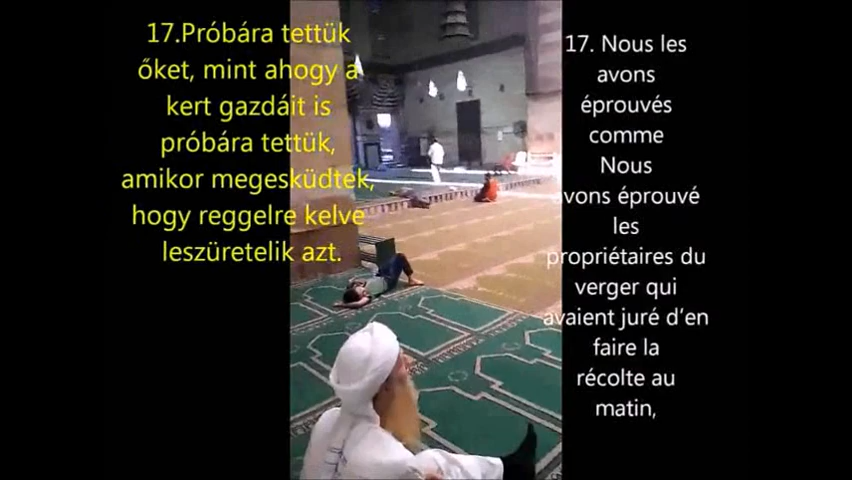 17.Próbára tettük
őket, mint ahogy a
kert gazdáit is
próbára tettük,
amikor megesküdtek,
hogy reggelre kelve
leszüretelik azt.
17. Nous les
avons
éprouvés
comme
Nous
avons éprouvé
les
propriétaires du
verger qui
avaient juré d’en
faire la
récolte au
matin,